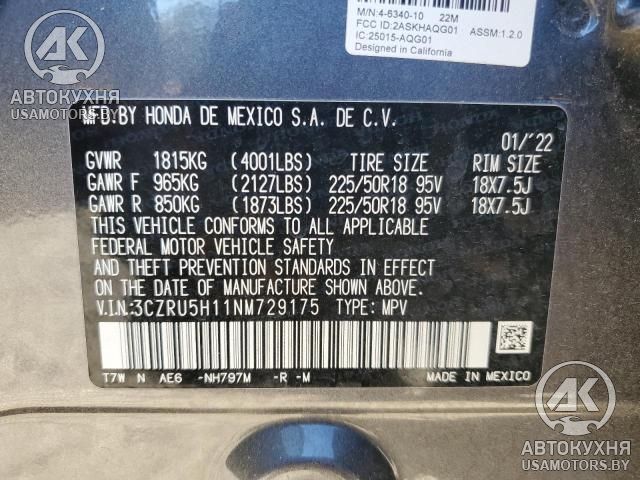 M/N:4-6340-10 22M
FCC ID:2ASKHAQG01 ASSM:1.2.0
IC:25015-AQG01
Designed in California
АВТОКУХНЯ
USAMOTORS.BY
MFD.BY HONDA DE MEXICO S.A. DE C.V.
01/'22
GVWR 1815KG (4001LBS) TIRE SIZE RIM SIZE
GAWR F 965KG (2127LBS) 225/50R18 95V 18X7.5J
GAWR R 850KG (1873LBS) 225/50R18 95V 18X7.5J
THIS VEHICLE CONFORMS TO ALL APPLICABLE
FEDERAL MOTOR VEHICLE SAFETY
AND THEFT PREVENTION STANDARDS IN EFFECT
ON THE DATE OF MANUFACTURE SHOWN ABOVE.
V.I.N:3CZRU5H11NM729175 TYPE: MPV
T7W N AE6 -NH797M -R -M MADE IN MEXICO
АВТОКУХНЯ
USAMOTORS.BY
АВТОКУХНЯ
USAMOTORS.BY